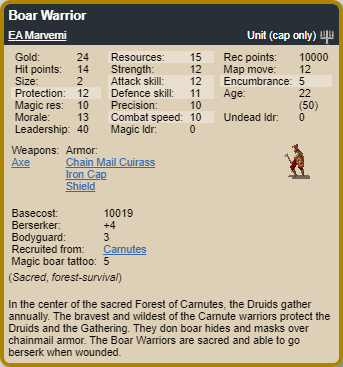 Boar Warrior
EA Marverni Unit (cap only)
Gold: 24 Resources: 15 Rec points: 10000
Hit points: 14 Strength: 12 Map move: 12
Size: 2 Attack skill: 12 Encumbrance: 5
Protection: 12 Defence skill: 11 Age: 22
Magic res: 10 Precision: 10 (50)
Morale: 13 Combat speed: 10 Undead ldr: 0
Leadership: 40 Magic ldr: 0
Weapons: Armor:
Axe Chain Mail Cuirass
Iron Cap
Shield
Basecost: 10019
Berserker: +4
Bodyguard: 3
Recruited from: Carnutes
Magic boar tattoo: 5
(Sacred, forest-survival)
In the center of the sacred Forest of Carnutes, the Druids gather
annually. The bravest and wildest of the Carnute warriors protect the
Druids and the Gathering. They don boar hides and masks over
chainmail armor. The Boar Warriors are sacred and able to go
berserk when wounded.